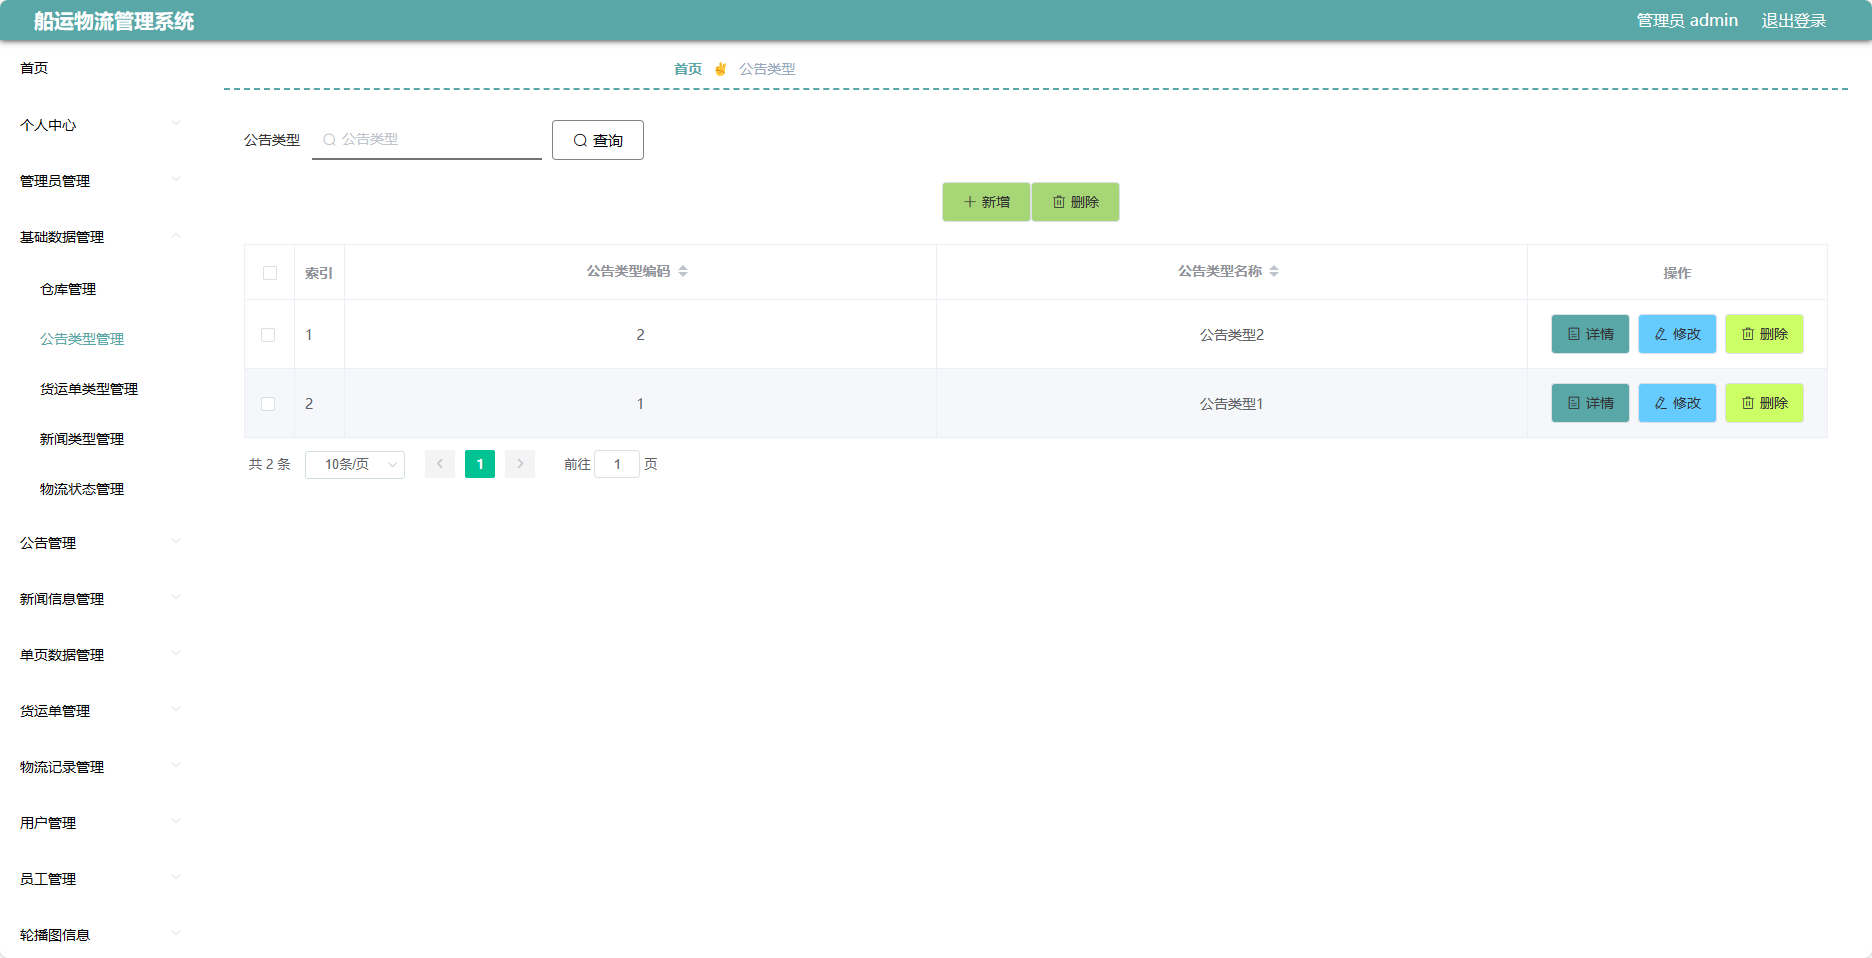 船运物流管理系统
管理员 admin 退出登录
首页
个人中心
管理员管理
基础数据管理
仓库管理
公告类型管理
货运单类型管理
新闻类型管理
物流状态管理
公告管理
新闻信息管理
单页数据管理
货运单管理
物流记录管理
用户管理
员工管理
轮播图信息
首页 公告类型
公告类型 公告类型 查询
新增 删除
索引 公告类型编码 公告类型名称 操作
1 2 公告类型2 详情 修改 删除
2 1 公告类型1 详情 修改 删除
共 2 条 10条/页 1 前往 1 页